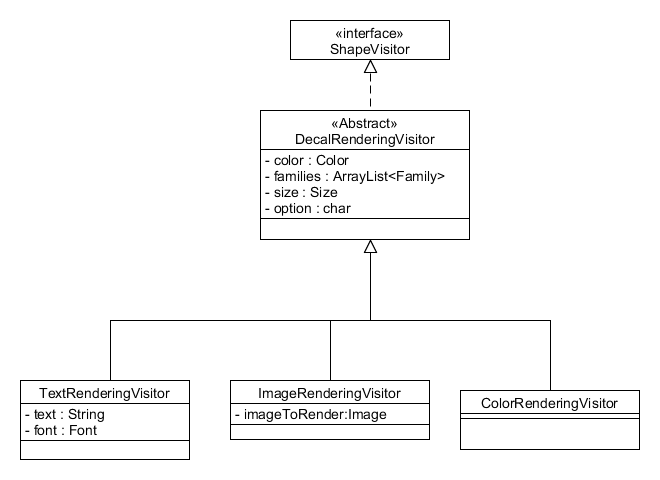 «interface»
ShapeVisitor
«Abstract»
DecalRenderingVisitor
- color : Color
- families : ArrayList<Family>
- size : Size
- option : char
TextRenderingVisitor
- text : String
- font : Font
ImageRenderingVisitor
- imageToRender:Image
ColorRenderingVisitor